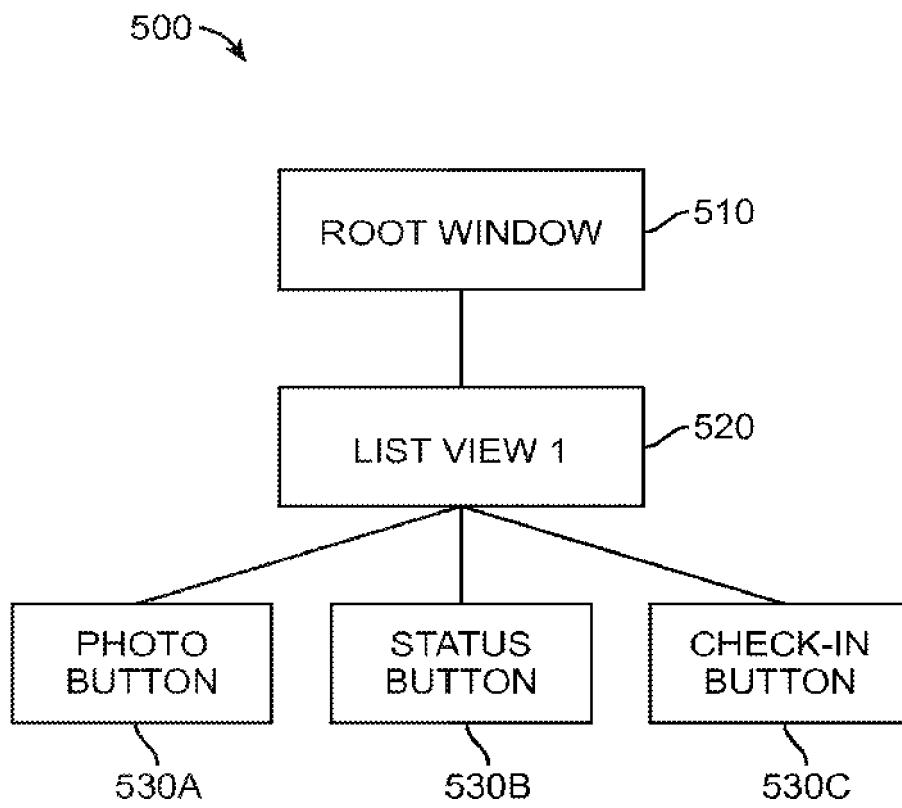 500
ROOT WINDOW
510
LIST VIEW 1
520
PHOTO
BUTTON
STATUS
BUTTON
CHECK-IN
BUTTON
530A
530B
530C